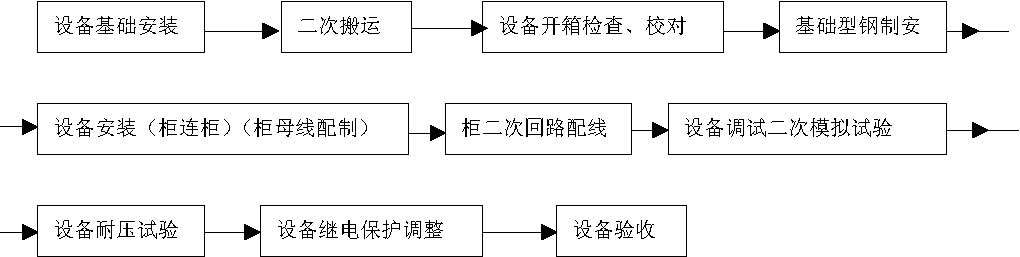 设备基础安装
二次搬运
设备开箱检查、校对
基础型钢制安
设备安装（柜连柜）（柜母线配制）
柜二次回路配线
设备调试二次模拟试验
设备耐压试验
设备继电保护调整
设备验收